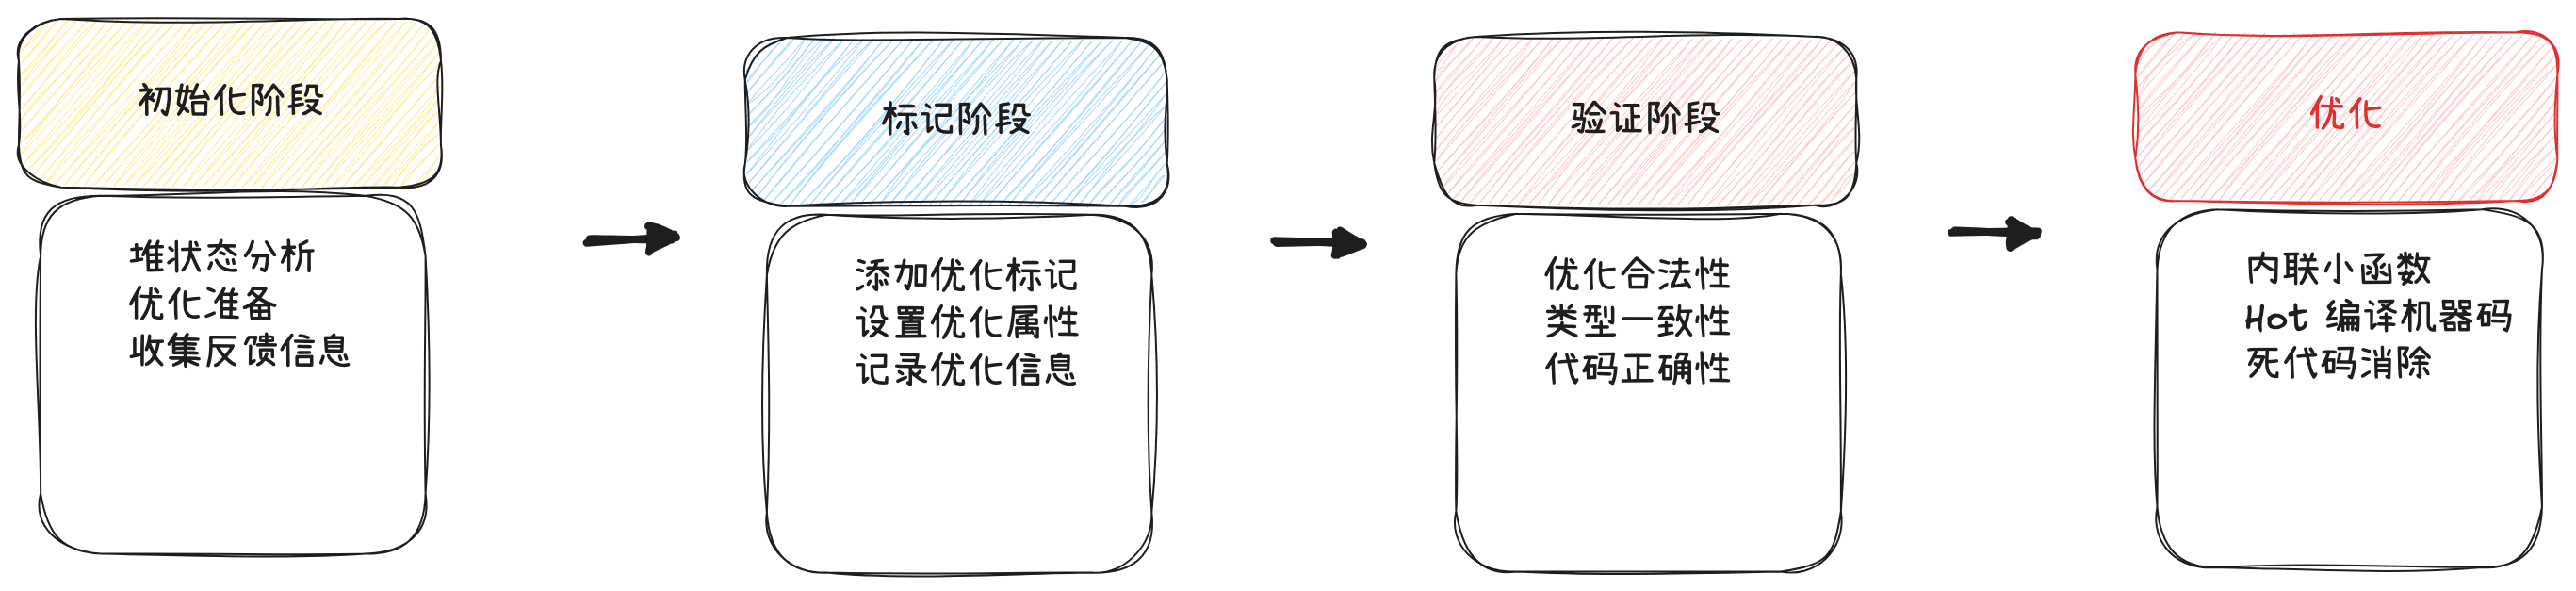 初始化阶段
堆状态分析
优化准备
收集反馈信息
标记阶段
添加优化标记
设置优化属性
记录优化信息
验证阶段
优化合法性
类型一致性
代码正确性
优化
内联小函数
Hot 编译机器码
死代码消除